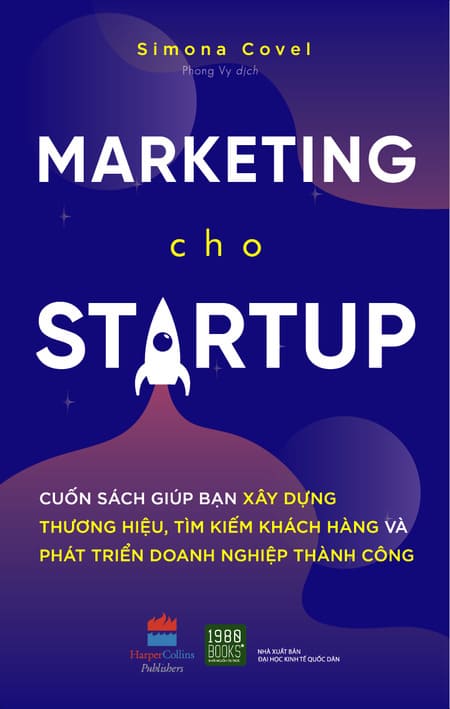 Simona Covel
Phong Vy dịch
MARKETING
cho
STARTUP
CUỐN SÁCH GIÚP BẠN XÂY DỰNG
THƯƠNG HIỆU, TÌM KIẾM KHÁCH HÀNG VÀ
PHÁT TRIỂN DOANH NGHIỆP THÀNH CÔNG
HarperCollins
Publishers
1980
BOOKS
NHÀ XUẤT BẢN
ĐẠI HỌC KINH TẾ QUỐC DÂN